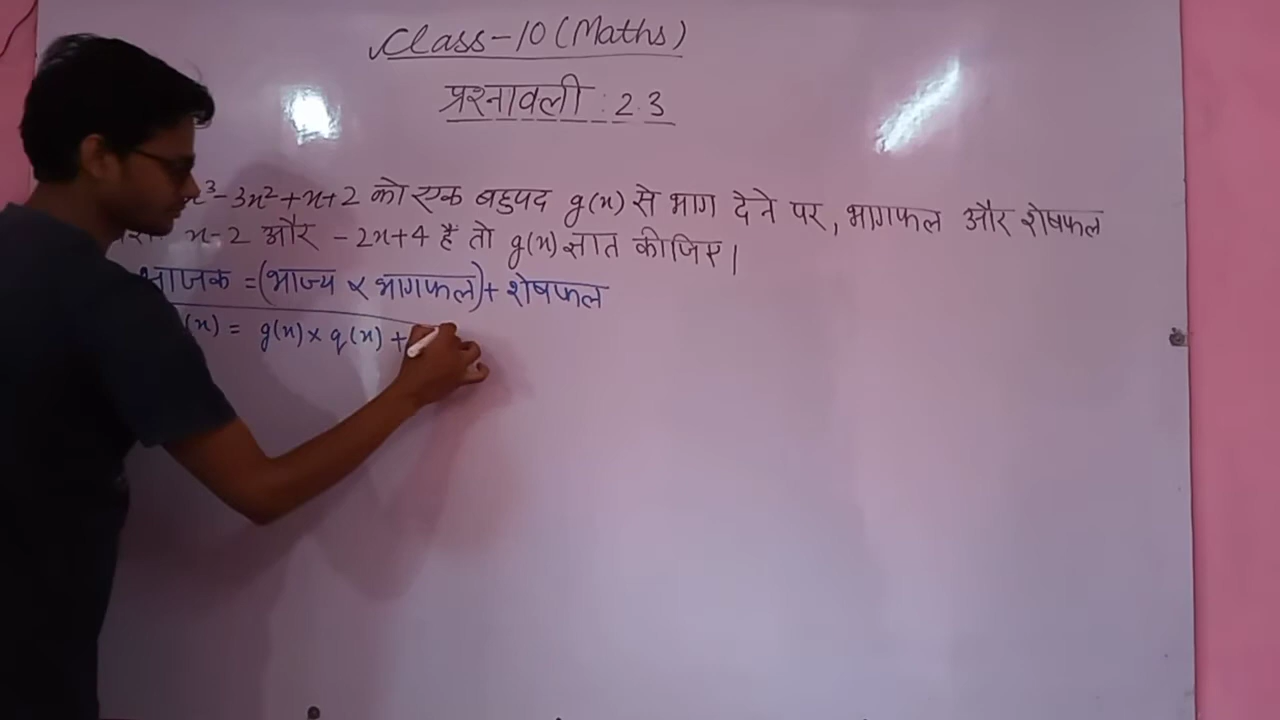 Class-10 (Maths)
प्रश्नावली : 2.3
x³-3x²+x+2 को एक बहुपद g(x) से भाग देने पर, भागफल और शेषफल
x-2 और -2x+4 हैं तो g(x) ज्ञात कीजिए।
भाजक = (भाज्य × भागफल) + शेषफल
(x) = g(x) × q(x) +